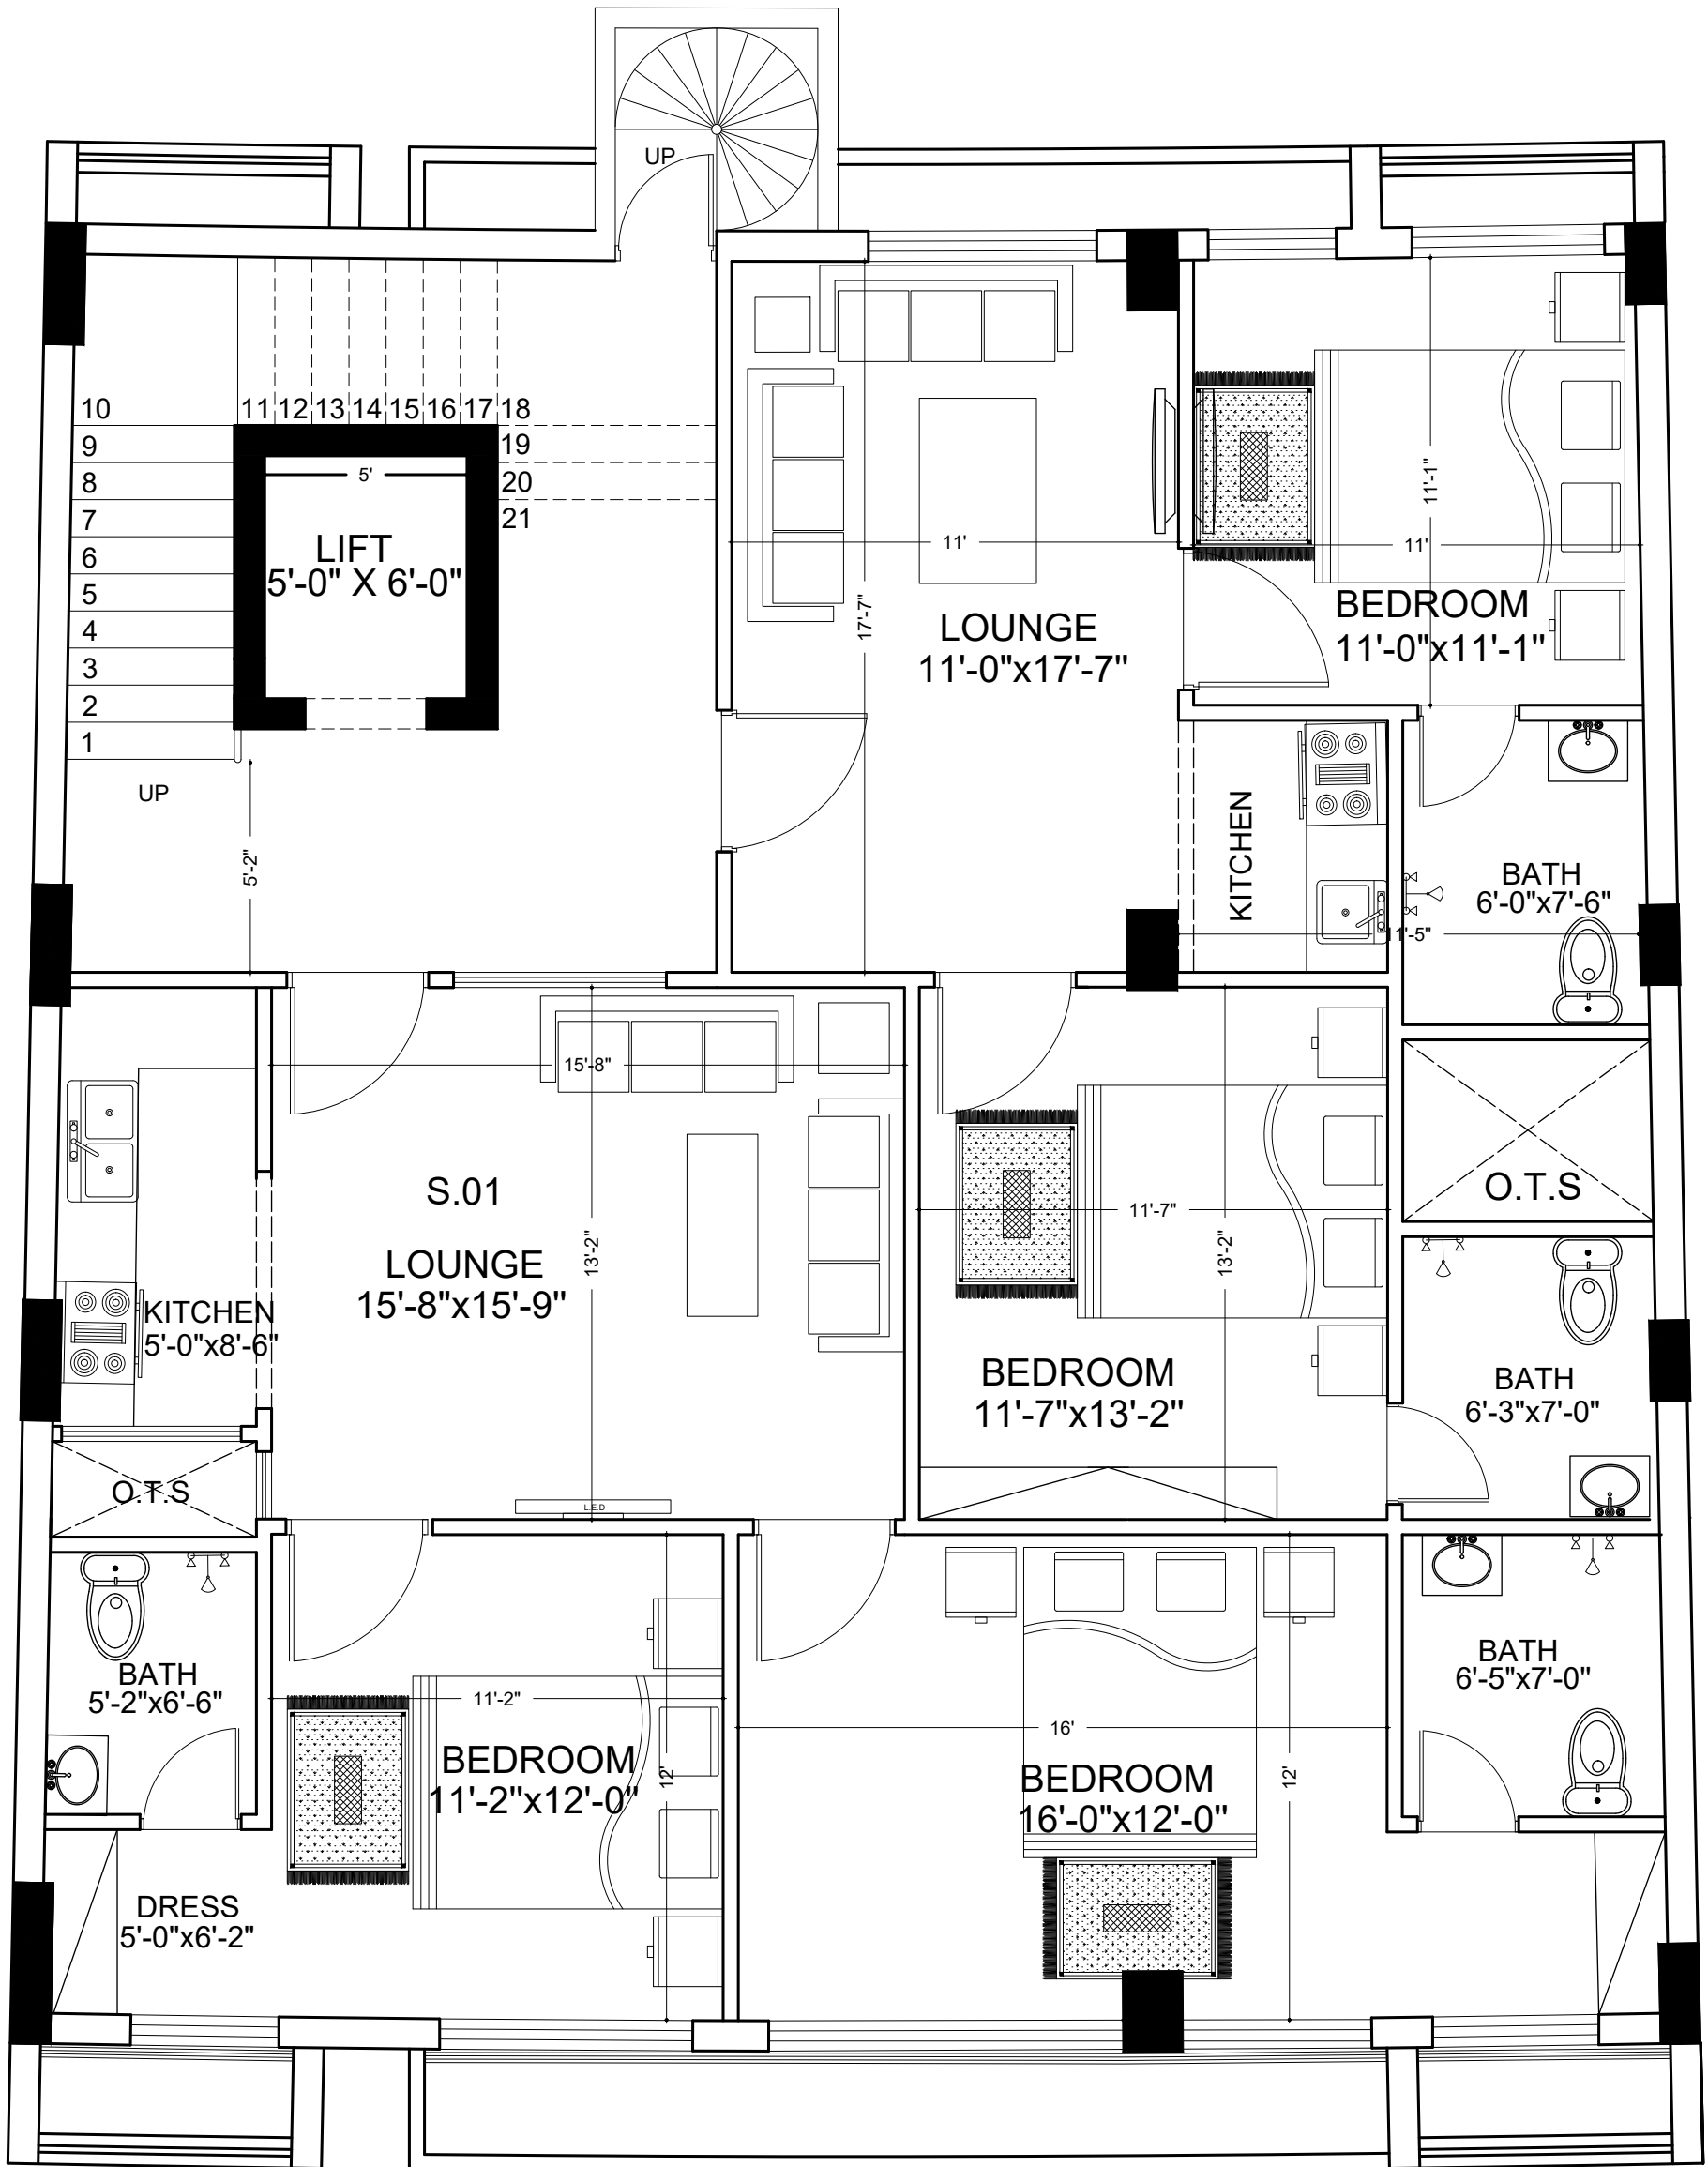 UP
10
11 12 13 14 15 16 17 18
9
19
8
20
7
21
6
5
4
3
2
1
UP
5'
LIFT
5'-0" X 6'-0"
5'-2"
11'
17'-7"
LOUNGE
11'-0"x17'-7"
11'-1"
11'
BEDROOM
11'-0"x11'-1"
KITCHEN
BATH
6'-0"x7'-6"
11'-5"
15'-8"
S.01
LOUNGE
15'-8"x15'-9"
13'-2"
KITCHEN
5'-0"x8'-6"
O.T.S
L.E.D
11'-7"
13'-2"
BEDROOM
11'-7"x13'-2"
O.T.S
BATH
6'-3"x7'-0"
BATH
5'-2"x6'-6"
11'-2"
BEDROOM
11'-2"x12'-0"
12'
16'
BEDROOM
16'-0"x12'-0"
12'
BATH
6'-5"x7'-0"
DRESS
5'-0"x6'-2"